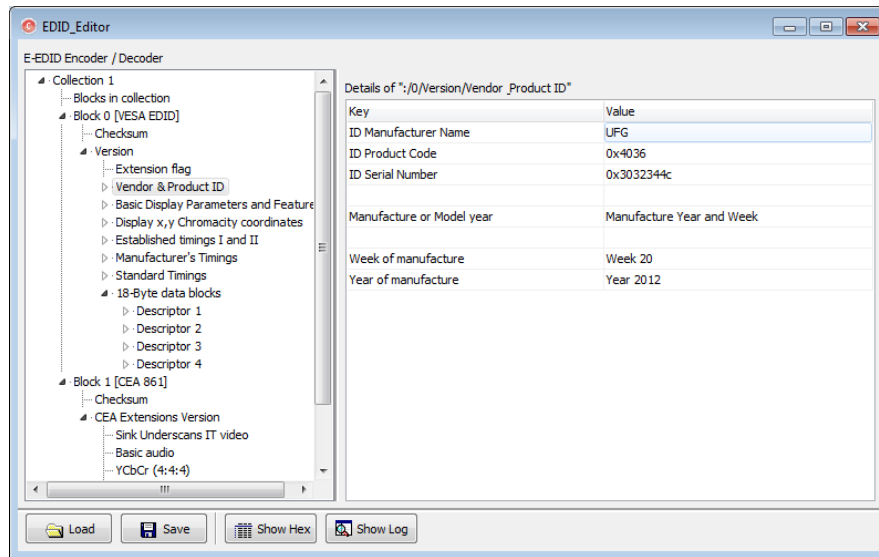 EDID_Editor
E-EDID Encoder / Decoder
Collection 1
Blocks in collection
Block 0 [VESA EDID]
Checksum
Version
Extension flag
Vendor & Product ID
Basic Display Parameters and Feature
Display x,y Chromacity coordinates
Established timings I and II
Manufacturer's Timings
Standard Timings
18-Byte data blocks
Descriptor 1
Descriptor 2
Descriptor 3
Descriptor 4
Block 1 [CEA 861]
Checksum
CEA Extensions Version
Sink Underscans IT video
Basic audio
YCbCr (4:4:4)
Details of ":/0/Version/Vendor _Product ID"
Key Value
ID Manufacturer Name UFG
ID Product Code 0x4036
ID Serial Number 0x3032344c
Manufacture or Model year Manufacture Year and Week
Week of manufacture Week 20
Year of manufacture Year 2012
Load Save Show Hex Show Log